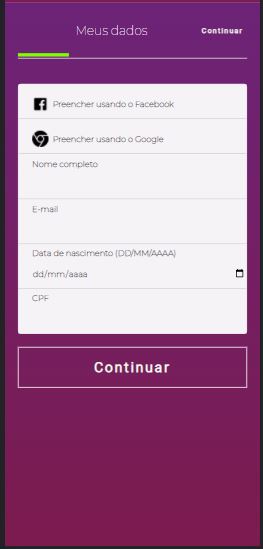 Meus dados
Continuar
Preencher usando o Facebook
Preencher usando o Google
Nome completo
E-mail
Data de nascimento (DD/MM/AAAA)
dd/mm/aaaa
CPF
Continuar